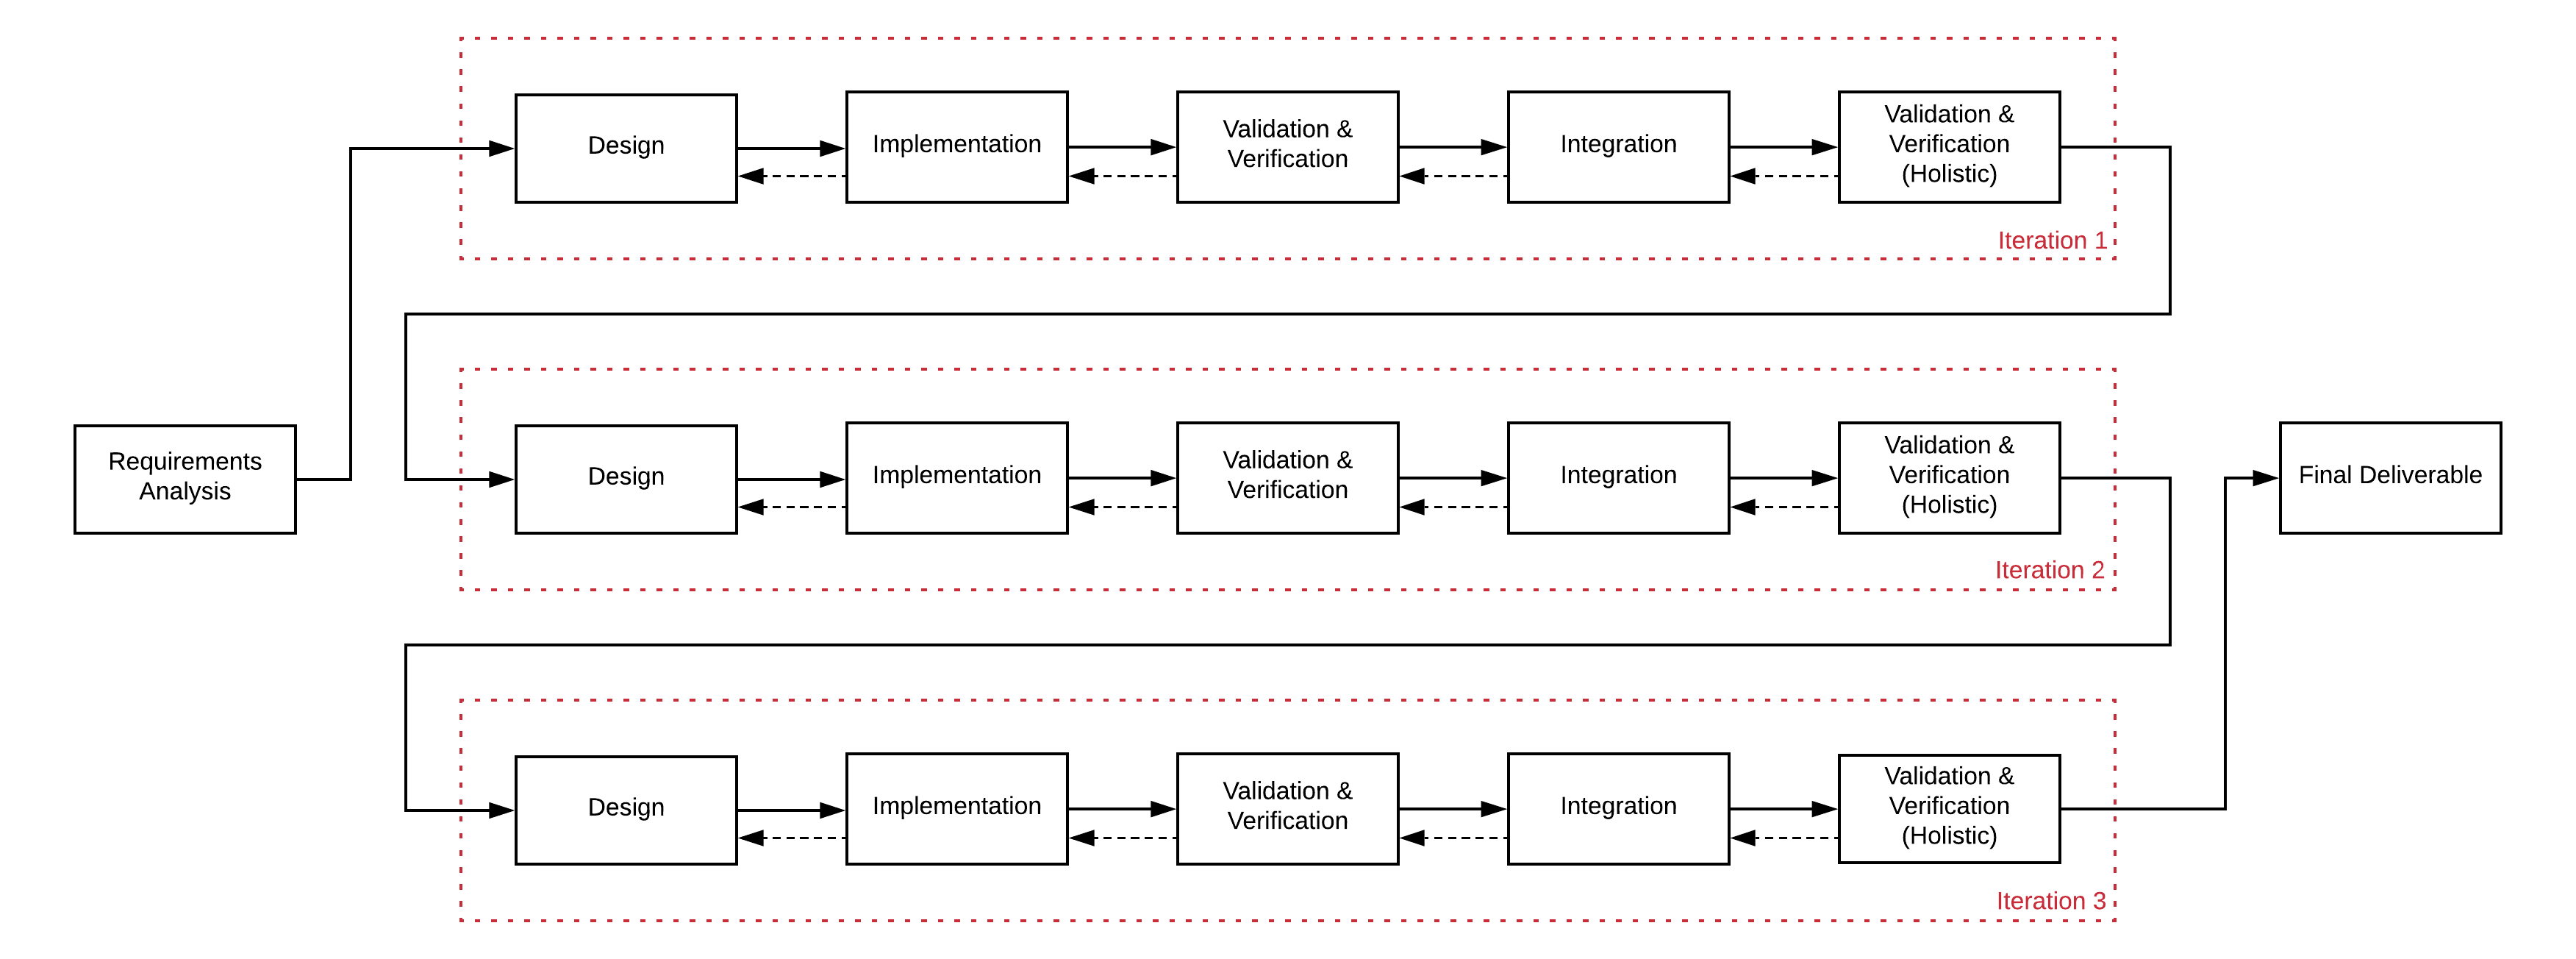 Requirements
Analysis
Design
Implementation
Validation &
Verification
Integration
Validation &
Verification
(Holistic)
Iteration 1
Design
Implementation
Validation &
Verification
Integration
Validation &
Verification
(Holistic)
Iteration 2
Design
Implementation
Validation &
Verification
Integration
Validation &
Verification
(Holistic)
Iteration 3
Final Deliverable